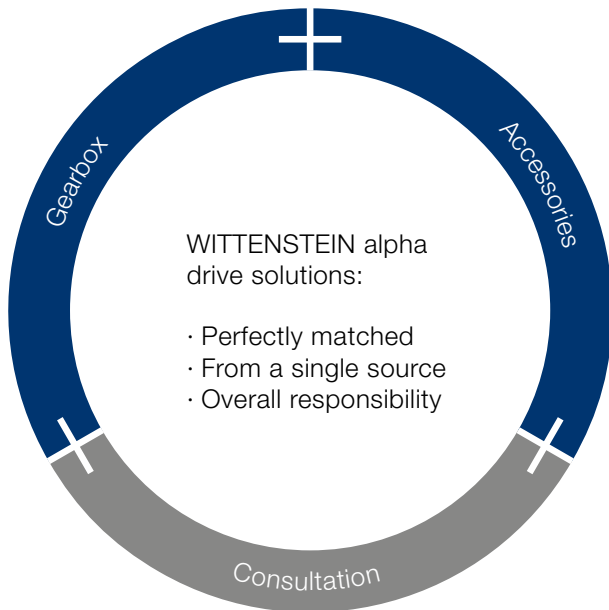 Gearbox
Accessories
WITTENSTEIN alpha
drive solutions:
· Perfectly matched
· From a single source
· Overall responsibility
Consultation